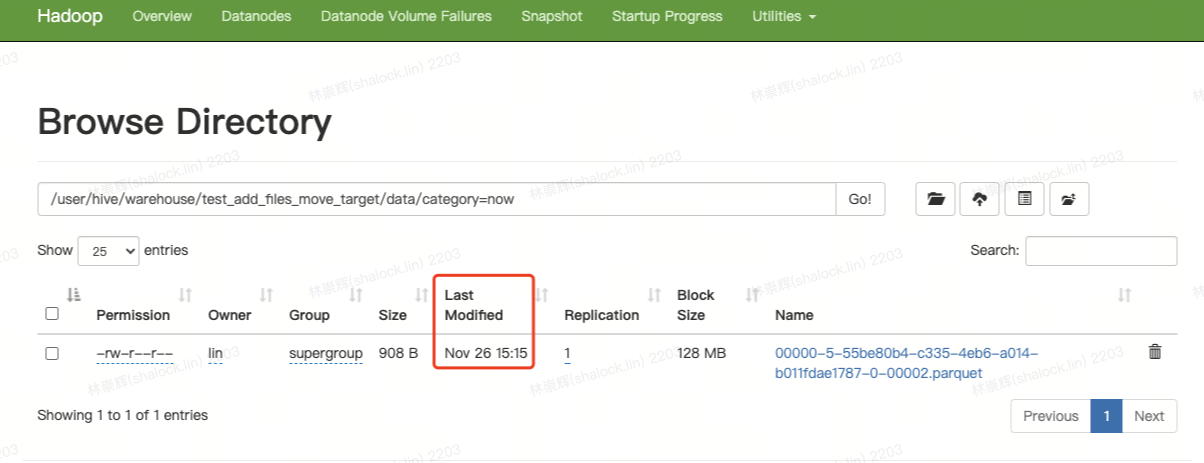 Hadoop Overview Datanodes Datanode Volume Failures Snapshot Startup Progress Utilities
Browse Directory
/user/hive/warehouse/test_add_files_move_target/data/category=now Go!
Show 25 entries Search:
Permission Owner Group Size Last Modified Replication Block Size Name
-rw-r--r-- lin supergroup 908 B Nov 26 15:15 1 128 MB 00000-5-55be80b4-c335-4eb6-a014-
b011fdae1787-0-00002.parquet
Showing 1 to 1 of 1 entries
Previous 1 Next
林崇辉(shalock.lin) 2203